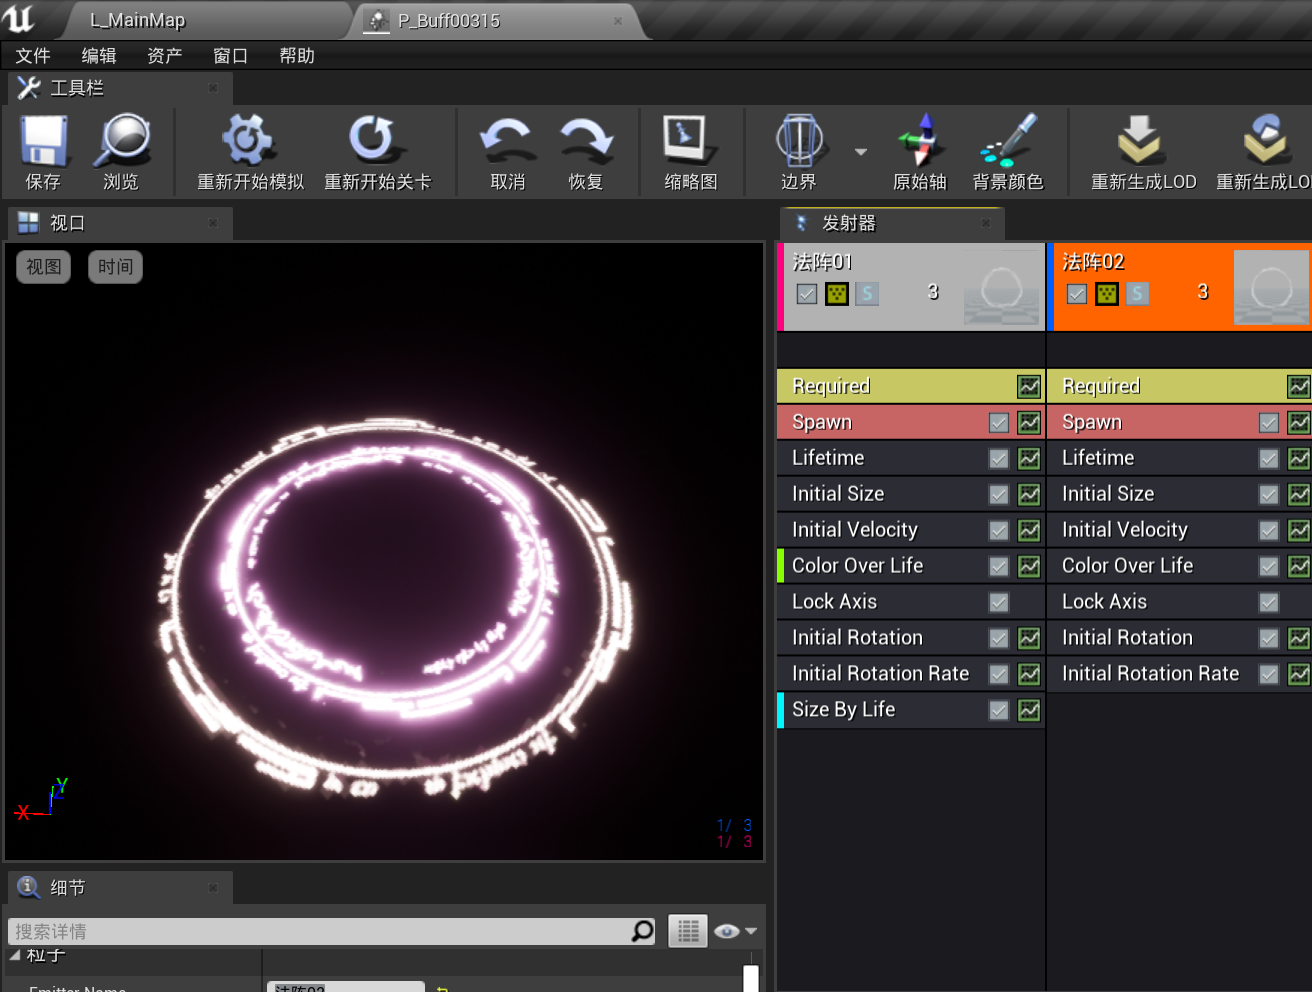 L_MainMap
P_Buff00315
文件 编辑 资产 窗口 帮助
工具栏
保存 浏览 重新开始模拟 重新开始关卡 取消 恢复 缩略图 边界 原始轴 背景颜色 重新生成LOD 重新生成LO
视口
发射器
视图 时间
法阵01
S 3
法阵02
S 3
Required
Spawn
Lifetime
Initial Size
Initial Velocity
Color Over Life
Lock Axis
Initial Rotation
Initial Rotation Rate
Size By Life
Required
Spawn
Lifetime
Initial Size
Initial Velocity
Color Over Life
Lock Axis
Initial Rotation
Initial Rotation Rate
X Y Z
1/ 3
1/ 3
细节
搜索详情
粒子
Emitter Name 法阵02